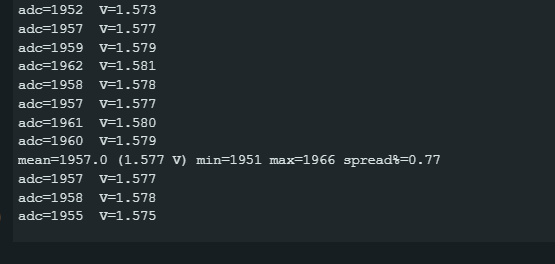 adc=1952  V=1.573
adc=1957  V=1.577
adc=1959  V=1.579
adc=1962  V=1.581
adc=1958  V=1.578
adc=1957  V=1.577
adc=1961  V=1.580
adc=1960  V=1.579
mean=1957.0 (1.577 V) min=1951 max=1966 spread%=0.77
adc=1957  V=1.577
adc=1958  V=1.578
adc=1955  V=1.575